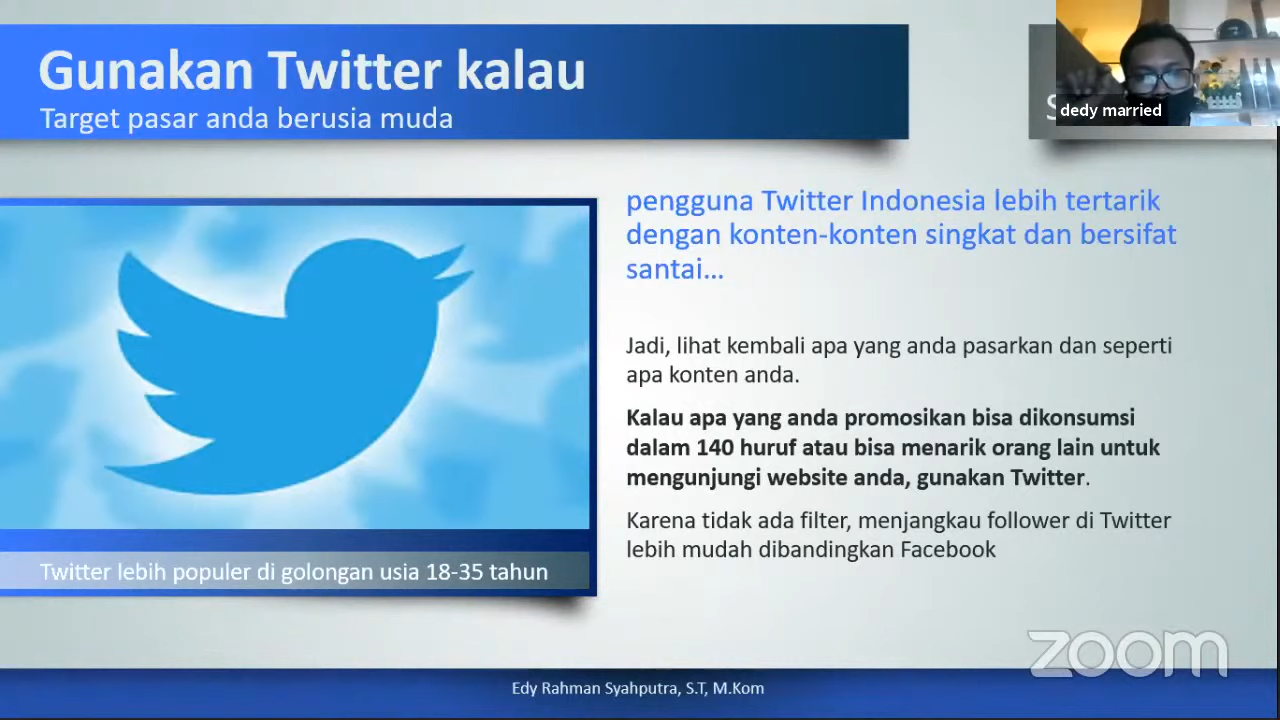 Gunakan Twitter kalau
Target pasar anda berusia muda
dedy married
pengguna Twitter Indonesia lebih tertarik
dengan konten-konten singkat dan bersifat
santai...
Jadi, lihat kembali apa yang anda pasarkan dan seperti
apa konten anda.
Kalau apa yang anda promosikan bisa dikonsumsi
dalam 140 huruf atau bisa menarik orang lain untuk
mengunjungi website anda, gunakan Twitter.
Karena tidak ada filter, menjangkau follower di Twitter
lebih mudah dibandingkan Facebook
Twitter lebih populer di golongan usia 18-35 tahun
zoom
Edy Rahman Syahputra, S.T, M.Kom